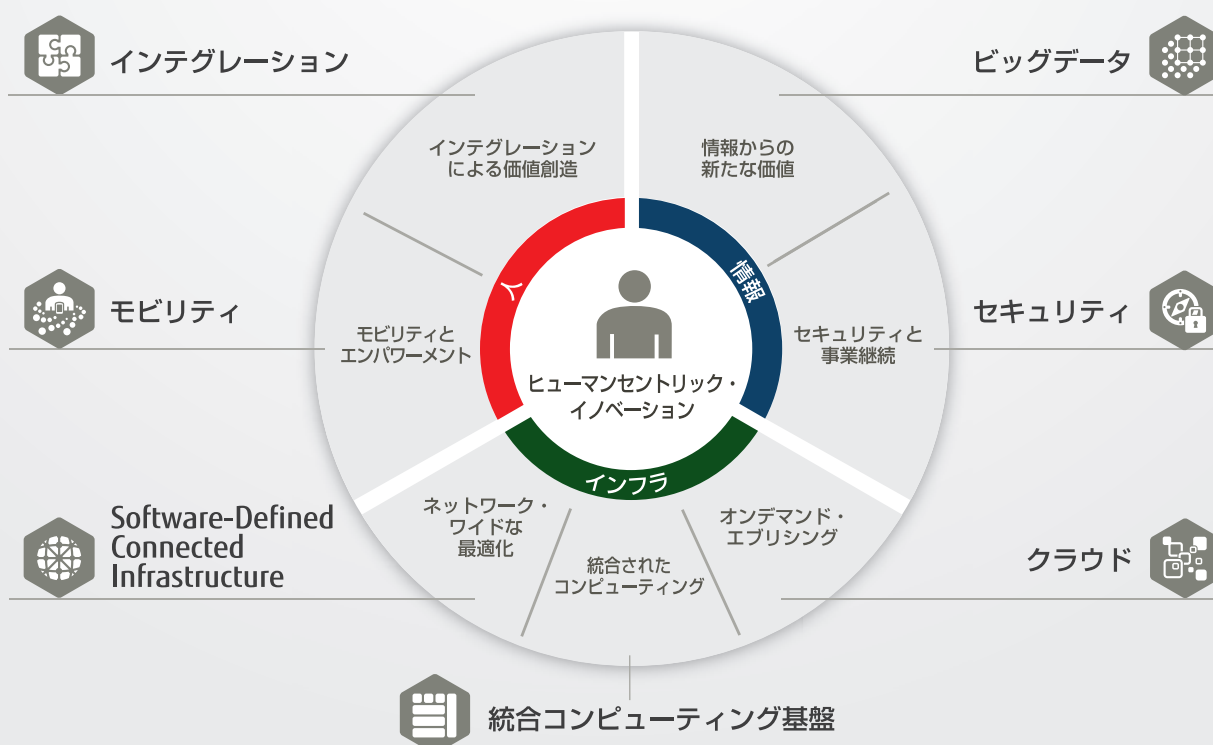 インテグレーション
ビッグデータ
インテグレーション
による価値創造
情報からの
新たな価値
人
情報
モビリティ
セキュリティ
モビリティと
エンパワーメント
セキュリティと
事業継続
ヒューマンセントリック・
イノベーション
インフラ
ネットワーク・
ワイドな
最適化
オンデマンド・
エブリシング
統合された
コンピューティング
Software-Defined
Connected
Infrastructure
クラウド
統合コンピューティング基盤